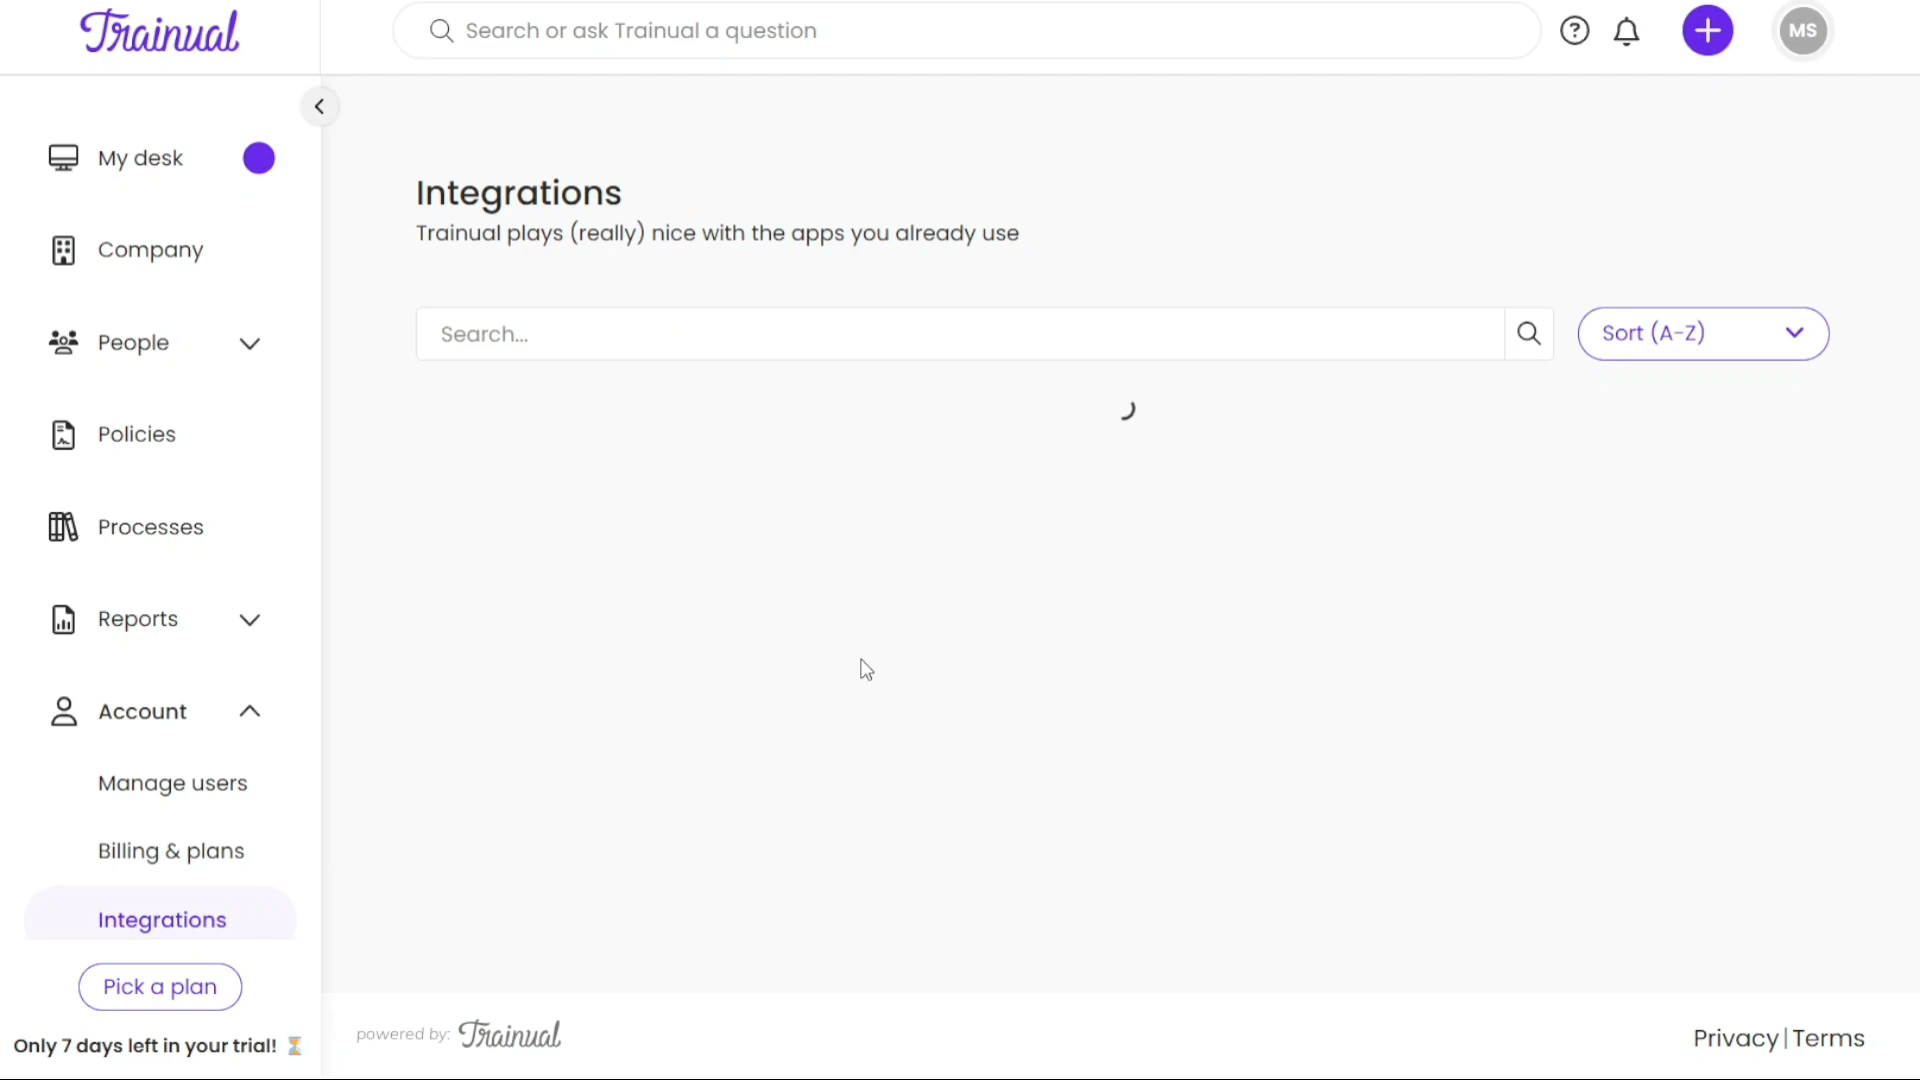 Trainual
Search or ask Trainual a question
MS
My desk
Company
People
Policies
Processes
Reports
Account
Manage users
Billing & plans
Integrations
Pick a plan
Only 7 days left in your trial! ⏳
Integrations
Trainual plays (really) nice with the apps you already use
Search...
Sort (A-Z)
powered by: Trainual
Privacy | Terms